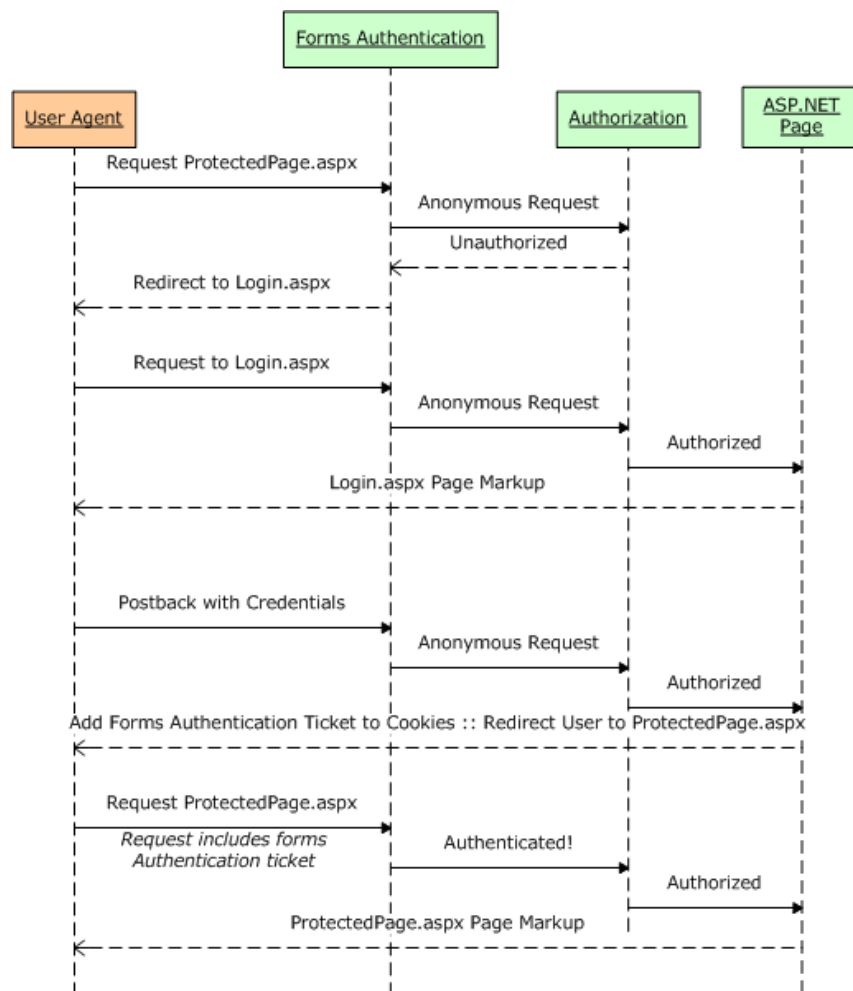 Forms Authentication
User Agent
Authorization
ASP.NET
Page
Request ProtectedPage.aspx
Anonymous Request
Unauthorized
Redirect to Login.aspx
Request to Login.aspx
Anonymous Request
Authorized
Login.aspx Page Markup
Postback with Credentials
Anonymous Request
Authorized
Add Forms Authentication Ticket to Cookies :: Redirect User to ProtectedPage.aspx
Request ProtectedPage.aspx
Request includes forms
Authentication ticket
Authenticated!
Authorized
ProtectedPage.aspx Page Markup